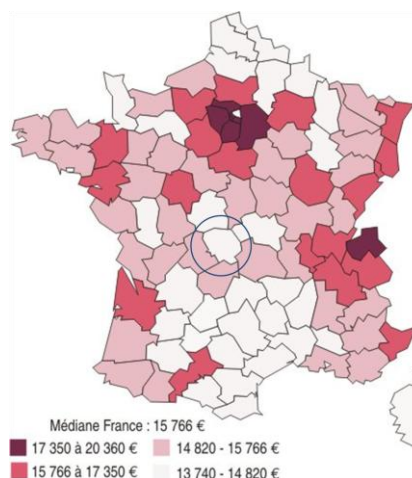 Médiane France : 15 766 €
17 350 à 20 360 €
14 820 - 15 766 €
15 766 à 17 350 €
13 740 - 14 820 €